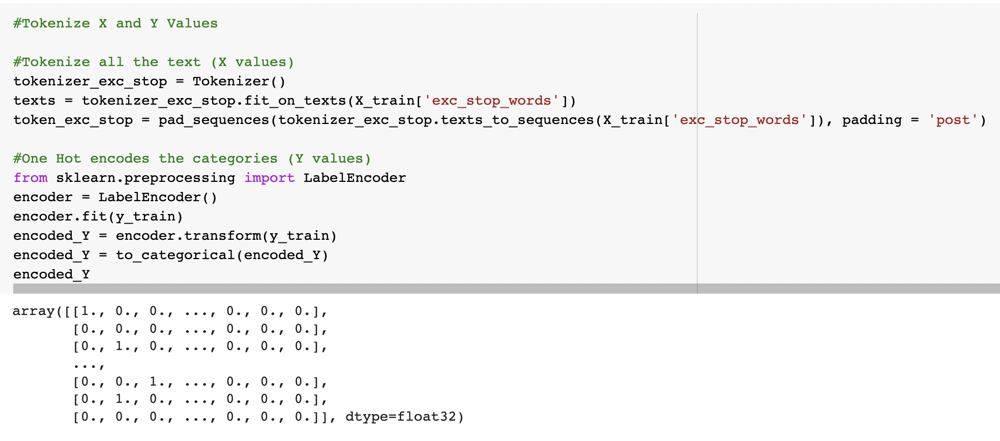 #Tokenize X and Y Values
#Tokenize all the text (X values)
tokenizer_exc_stop = Tokenizer()
texts = tokenizer_exc_stop.fit_on_texts(X_train['exc_stop_words'])
token_exc_stop = pad_sequences(tokenizer_exc_stop.texts_to_sequences(X_train['exc_stop_words']), padding = 'post')
#One Hot encodes the categories (Y values)
from sklearn.preprocessing import LabelEncoder
encoder = LabelEncoder()
encoder.fit(y_train)
encoded_Y = encoder.transform(y_train)
encoded_Y = to_categorical(encoded_Y)
encoded_Y
array([[1., 0., 0., ..., 0., 0., 0.],
[0., 0., 0., ..., 0., 0., 0.],
[0., 1., 0., ..., 0., 0., 0.],
...,
[0., 0., 1., ..., 0., 0., 0.],
[0., 1., 0., ..., 0., 0., 0.],
[0., 0., 0., ..., 0., 0., 0.]], dtype=float32)